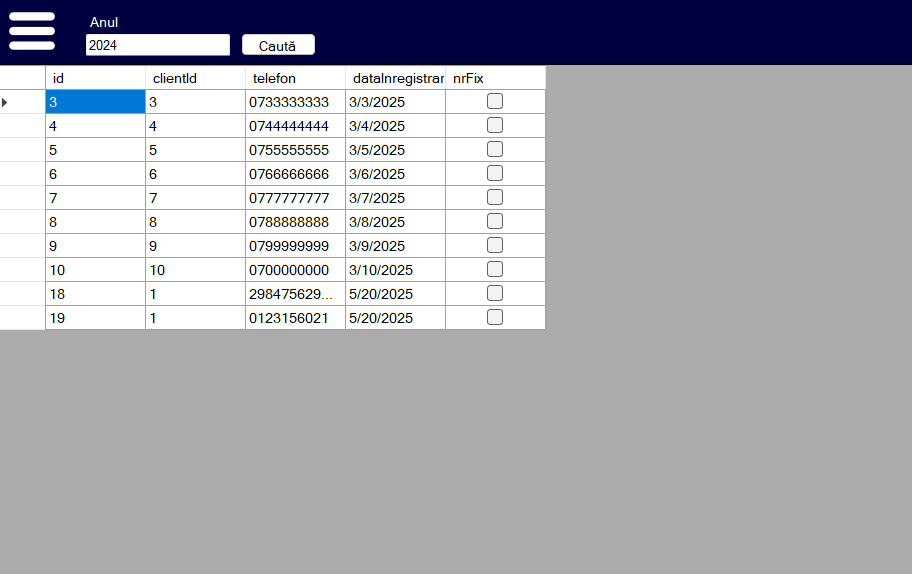 Anul
2024 Caută
id clientId telefon dataInregistrar nrFix
3 3 0733333333 3/3/2025
4 4 0744444444 3/4/2025
5 5 0755555555 3/5/2025
6 6 0766666666 3/6/2025
7 7 0777777777 3/7/2025
8 8 0788888888 3/8/2025
9 9 0799999999 3/9/2025
10 10 0700000000 3/10/2025
18 1 298475629... 5/20/2025
19 1 0123156021 5/20/2025